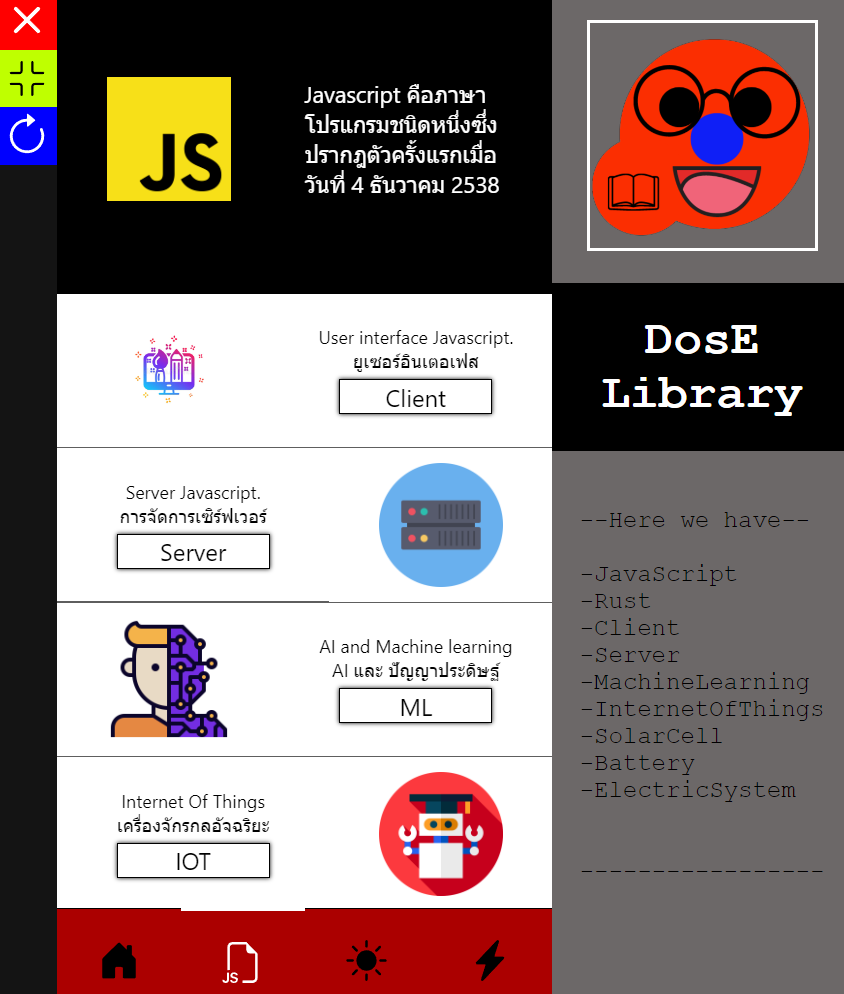 JS
Javascript คือภาษา
โปรแกรมชนิดหนึ่งซึ่ง
ปรากฎตัวครั้งแรกเมื่อ
วันที่ 4 ธันวาคม 2538
User interface Javascript.
ยูเซอร์อินเตอเฟส
Client
Server Javascript.
การจัดการเซิร์ฟเวอร์
Server
AI and Machine learning
AI และ ปัญญาประดิษฐ์
ML
Internet Of Things
เครื่องจักรกลอัจฉริยะ
IOT
JS
DosE
Library
--Here we have--
-JavaScript
-Rust
-Client
-Server
-MachineLearning
-InternetOfThings
-SolarCell
-Battery
-ElectricSystem
-----------------